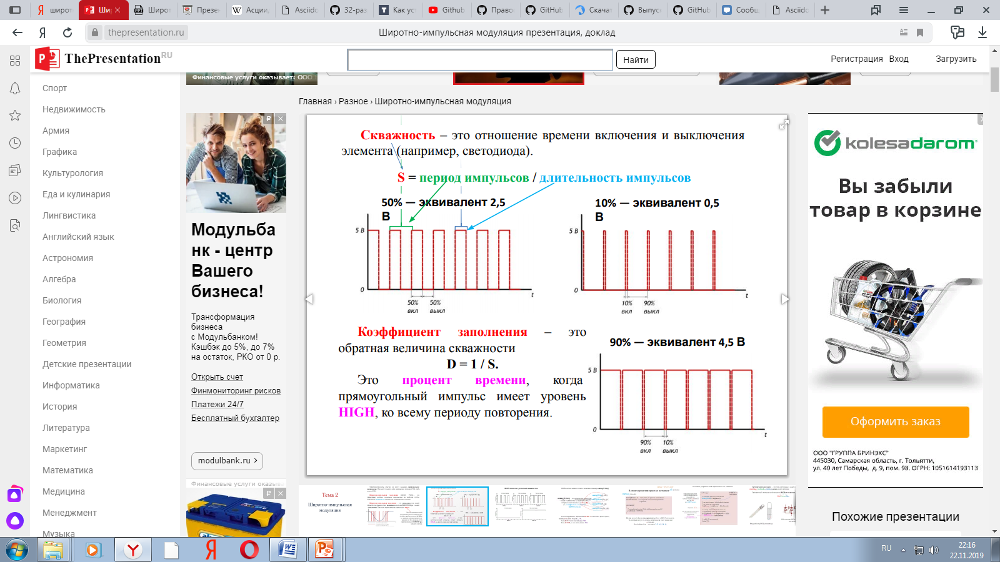 широт
Ши
Широт
Презен
Асции
Asciido
32-раз
Как ус
Github
Право
GitHub
Скачат
Выпус
GitHub
Сообщ
Asciido
thepresentation.ru
Широтно-импульсная модуляция презентация, доклад
ThePresentation RU
Найти
Регистрация Вход Загрузить
Финансовые услуги оказывает: ООО
Спорт
Недвижимость
Армия
Графика
Культурология
Еда и кулинария
Лингвистика
Английский язык
Астрономия
Алгебра
Биология
География
Геометрия
Детские презентации
Информатика
История
Литература
Маркетинг
Математика
Медицина
Менеджмент
Музыка
Модульба
нк - центр
Вашего
бизнеса!
Трансформация
бизнеса
с Модульбанком!
Кэшбэк до 5%, до 7%
на остаток, РКО от 0 р.
Открыть счет
Финмониторинг рисков
Платежи 24/7
Бесплатный бухгалтер
modulbank.ru
Финансовые услуги оказыва
Главная › Разное › Широтно-импульсная модуляция
Скважность – это отношение времени включения и выключения
элемента (например, светодиода).
S = период импульсов / длительность импульсов
50% — эквивалент 2,5
В
5 В
0
t
50%
вкл
50%
выкл
10% — эквивалент 0,5
В
5 В
0
t
10%
вкл
90%
выкл
Коэффициент заполнения – это
обратная величина скважности
D = 1 / S.
Это процент времени, когда
прямоугольный импульс имеет уровень
HIGH, ко всему периоду повторения.
90% — эквивалент 4,5 В
5 В
0
t
90%
вкл
10%
выкл
Тема 2
Широтно-импульсная
модуляция
kolesadarom
Вы забыли
товар в корзине
Оформить заказ
ООО "ГРУППА БРИНЭКС"
445030, Самарская область, г. Тольятти,
ул. 40 лет Победы, д. 9, пом. 98. ОГРН: 1051614193113
Похожие презентации
RU
22:16
22.11.2019